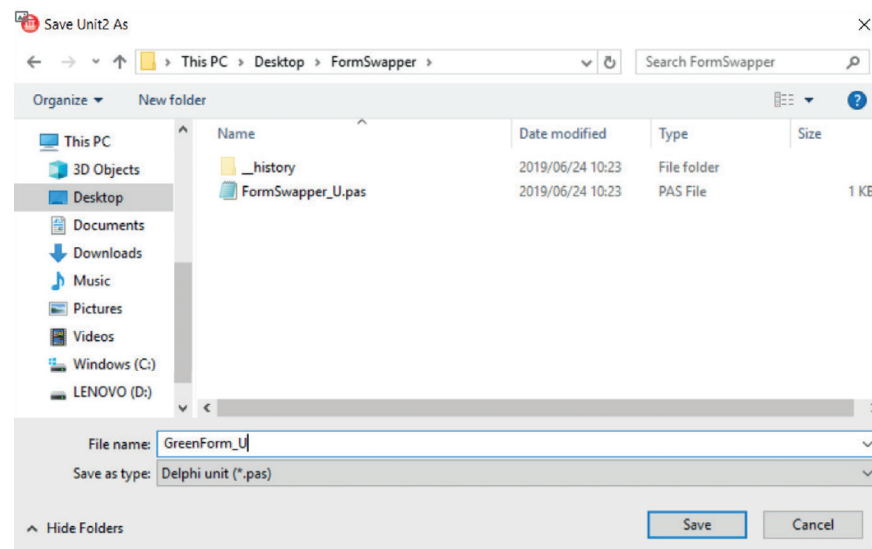 Save Unit2 As
This PC > Desktop > FormSwapper >
Search FormSwapper
Organize
New folder
Name
Date modified
Type
Size
This PC
3D Objects
Desktop
Documents
Downloads
Music
Pictures
Videos
Windows (C:)
LENOVO (D:)
__history 2019/06/24 10:23 File folder
FormSwapper_U.pas 2019/06/24 10:23 PAS File 1 KB
File name: GreenForm_U
Save as type: Delphi unit (*.pas)
Hide Folders
Save
Cancel